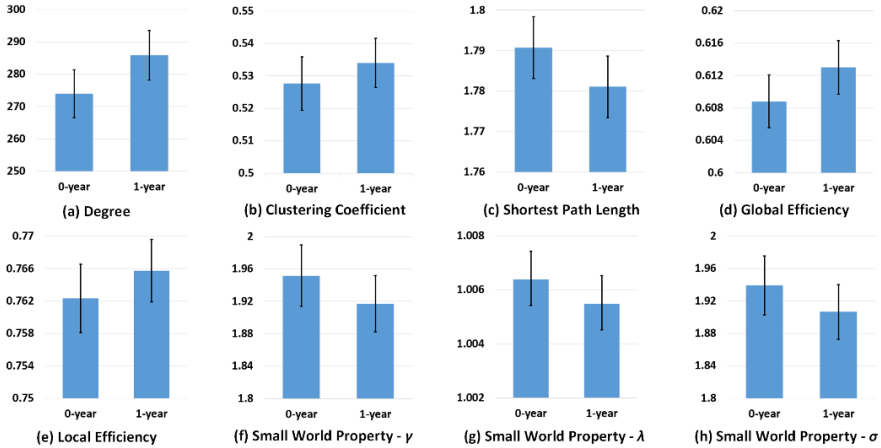 300
290
280
270
260
250
0-year 1-year
(a) Degree
0.55
0.54
0.53
0.52
0.51
0.5
0-year 1-year
(b) Clustering Coefficient
1.8
1.79
1.78
1.77
1.76
0-year 1-year
(c) Shortest Path Length
0.62
0.616
0.612
0.608
0.604
0.6
0-year 1-year
(d) Global Efficiency
0.77
0.766
0.762
0.758
0.754
0.75
0-year 1-year
(e) Local Efficiency
2
1.96
1.92
1.88
1.84
1.8
0-year 1-year
(f) Small World Property - γ
1.008
1.006
1.004
1.002
0-year 1-year
(g) Small World Property - λ
2
1.96
1.92
1.88
1.84
1.8
0-year 1-year
(h) Small World Property - σ